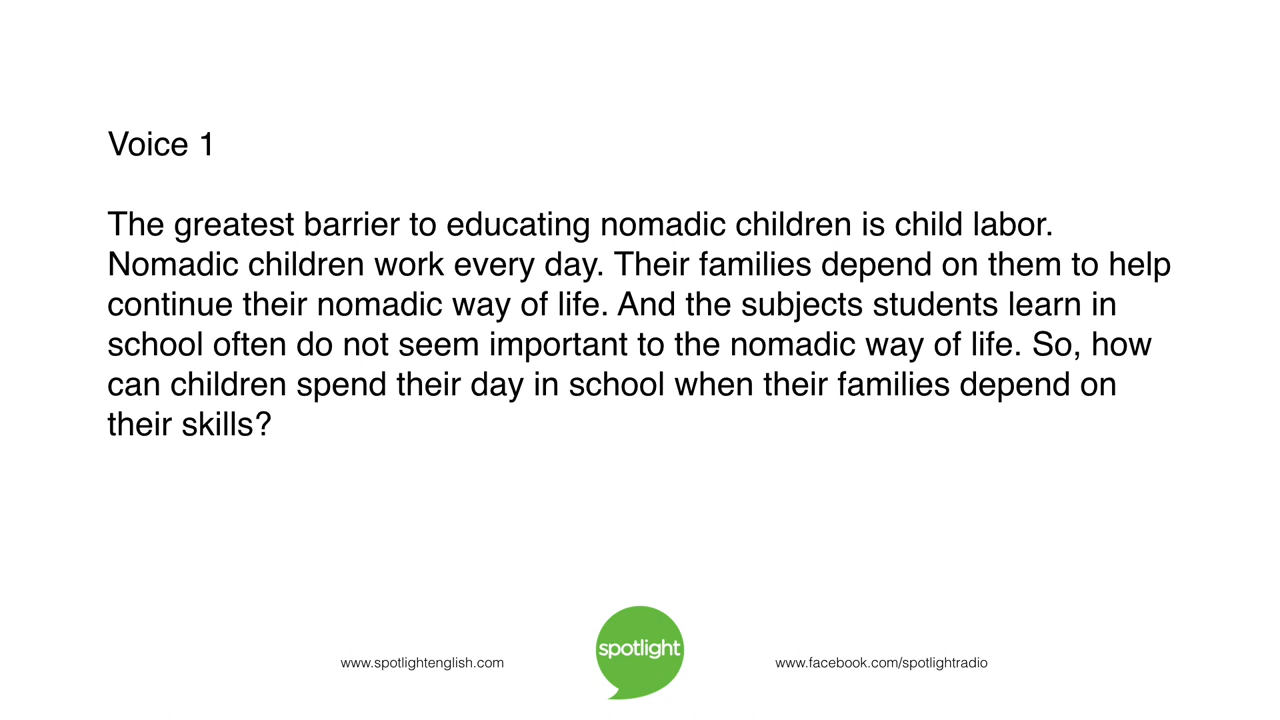 Voice 1
The greatest barrier to educating nomadic children is child labor.
Nomadic children work every day. Their families depend on them to help
continue their nomadic way of life. And the subjects students learn in
school often do not seem important to the nomadic way of life. So, how
can children spend their day in school when their families depend on
their skills?
www.spotlightenglish.com
spotlight
www.facebook.com/spotlightradio